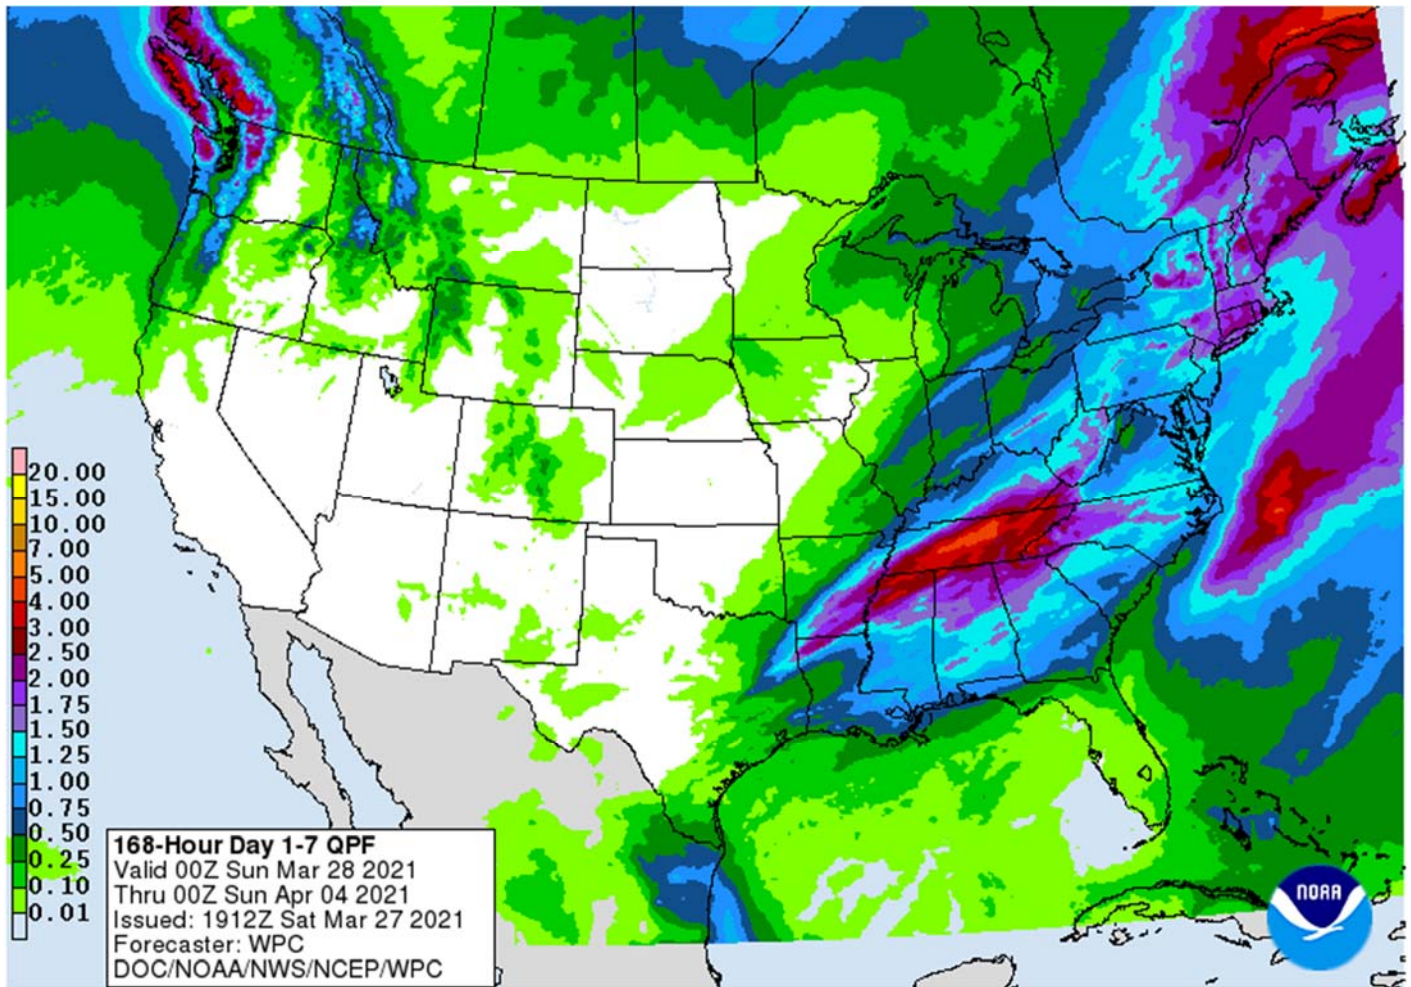 20.00
15.00
10.00
7.00
5.00
4.00
3.00
2.50
2.00
1.75
1.50
1.25
1.00
0.75
0.50
0.25
0.10
0.01
168-Hour Day 1-7 QPF
Valid 00Z Sun Mar 28 2021
Thru 00Z Sun Apr 04 2021
Issued: 1912Z Sat Mar 27 2021
Forecaster: WPC
DOC/NOAA/NWS/NCEP/WPC
NOAA